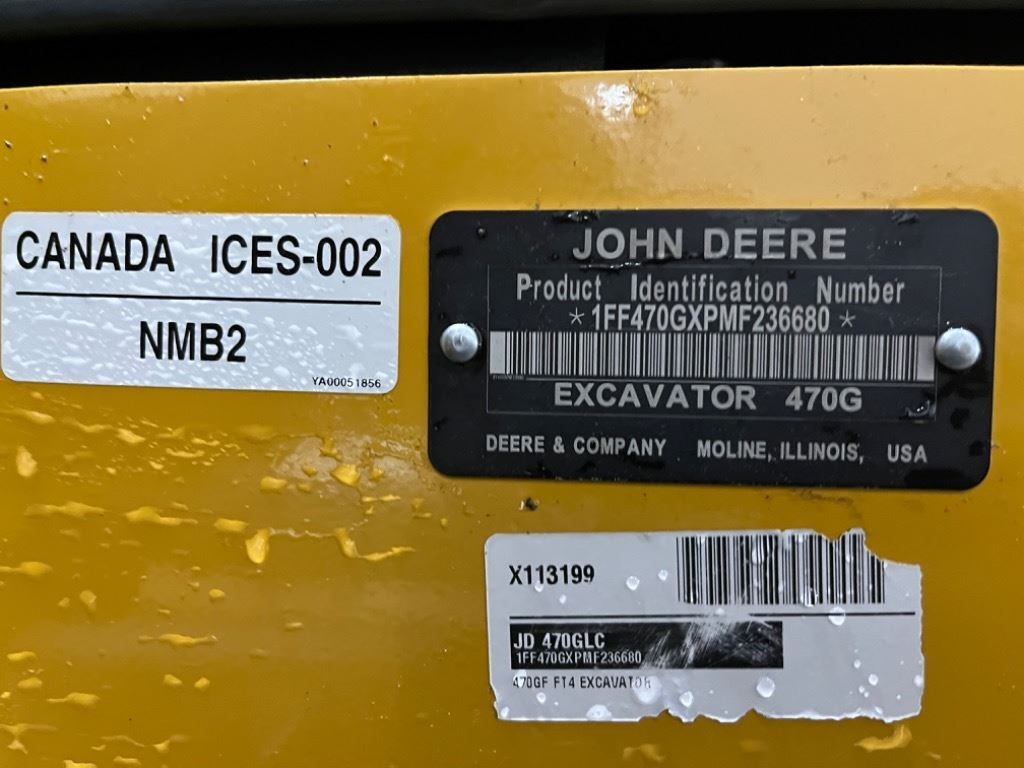 CANADA ICES-002
NMB2
YA00051856
JOHN DEERE
Product Identification Number
* 1FF470GXPMF236680 *
EXCAVATOR 470G
DEERE & COMPANY MOLINE, ILLINOIS, USA
X113199
JD 470GLC
1FF470GXPMF236680
470GF FT4 EXCAVATOR